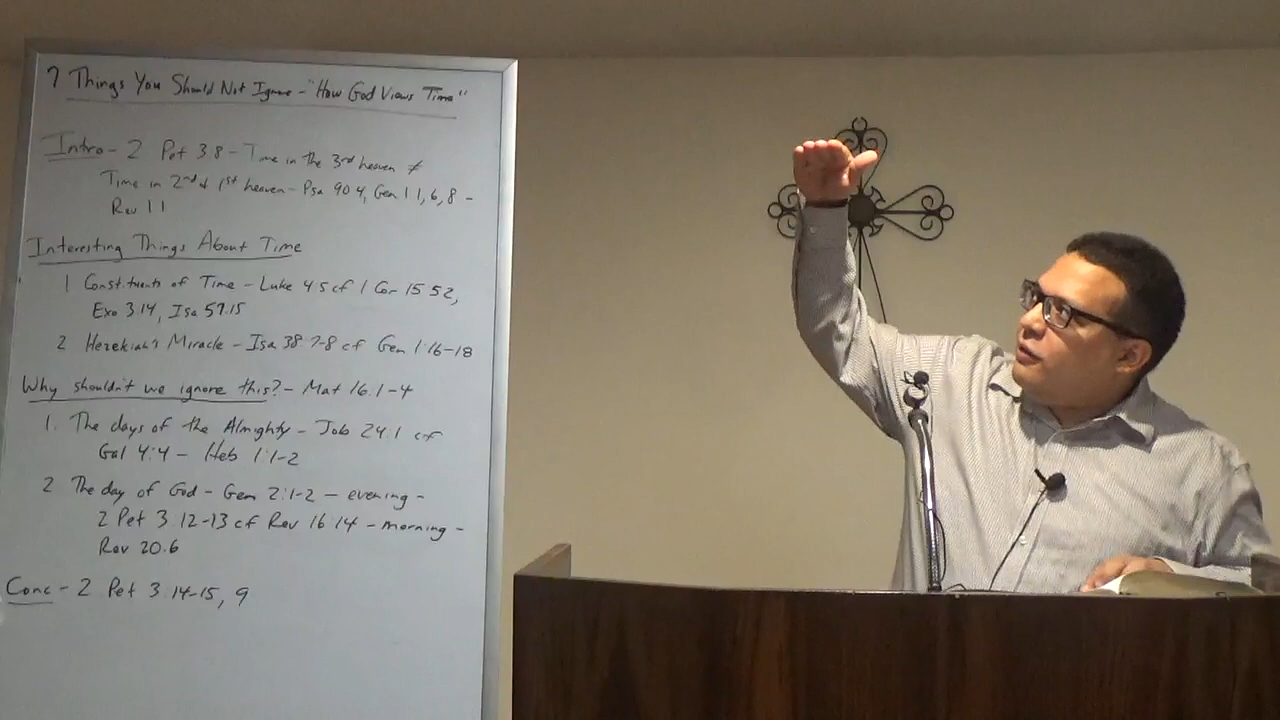 7 Things You Should Not Ignore - "How God Views Time"
Intro - 2 Pet 3 8 - Time in the 3rd heaven ≠
Time in 2nd & 1st heaven - Psa 90 4, Gen 1 1, 6, 8 -
Rev 1 1
Interesting Things About Time
1 Constituents of Time - Luke 4 5 cf 1 Cor 15 52,
Exo 3.14, Isa 57.15
2 Hezekiah's Miracle - Isa 38 7-8 cf Gen 1:16-18
Why shouldn't we ignore this? - Mat 16.1-4
1. The days of the Almighty - Job 24.1 cf
Gal 4:4 - Heb 1:1-2
2 The day of God - Gen 2:1-2 - evening -
2 Pet 3 12-13 cf Rev 16 14 - morning -
Rev 20.6
Conc - 2 Pet 3 14-15, 9